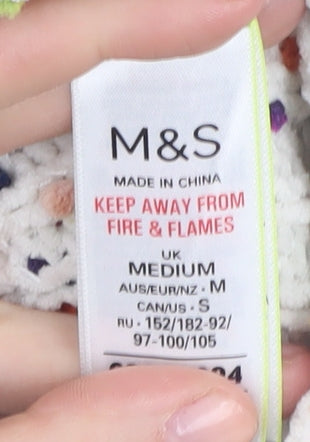 M&S
MADE IN CHINA
KEEP AWAY FROM
FIRE & FLAMES
UK
MEDIUM
AUS/EUR/NZ · M
CAN/US · S
RU · 152/182-92/
97-100/105